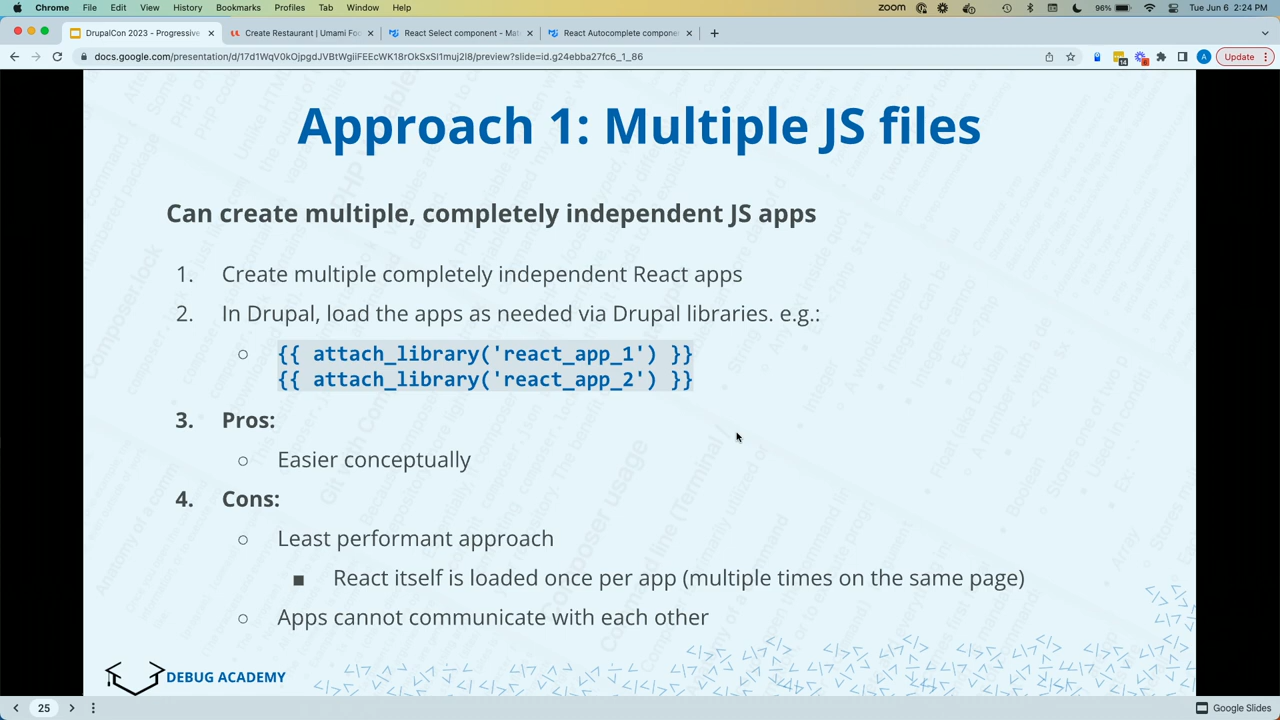 Chrome File Edit View History Bookmarks Profiles Tab Window Help zoom 96% Tue Jun 6 2:24 PM
DrupalCon 2023 - Progressive Create Restaurant | Umami Foo React Select component - Mat React Autocomplete compone
docs.google.com/presentation/d/17d1WqV0kOjpgdJVBtWgiiFEEcWK18rOkSxSI1muj2I8/preview?slide=id.g24ebba27fc6_1_86 14 A Update
Approach 1: Multiple JS files
Can create multiple, completely independent JS apps
1. Create multiple completely independent React apps
2. In Drupal, load the apps as needed via Drupal libraries. e.g.:
○ {{ attach_library('react_app_1') }}
{{ attach_library('react_app_2') }}
3. Pros:
○ Easier conceptually
4. Cons:
○ Least performant approach
■ React itself is loaded once per app (multiple times on the same page)
○ Apps cannot communicate with each other
DEBUG ACADEMY
25 Google Slides